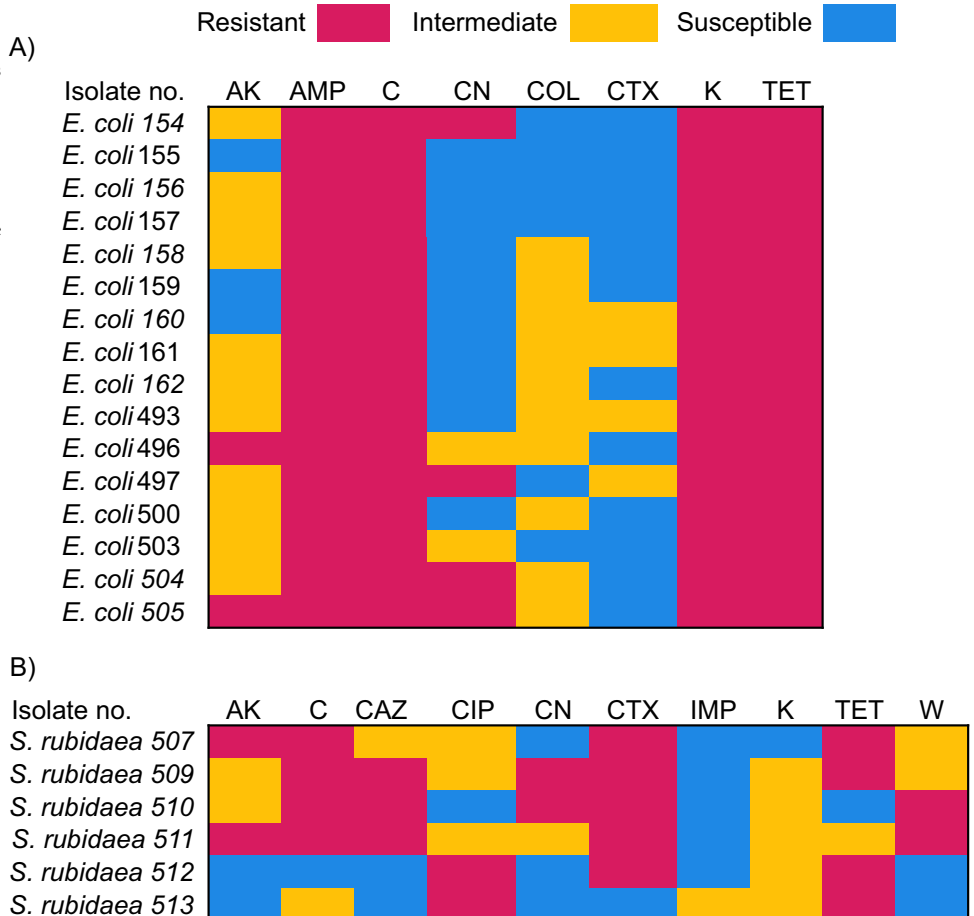 Resistant Intermediate Susceptible
A)
Isolate no. AK AMP C CN COL CTX K TET
E. coli 154
E. coli 155
E. coli 156
E. coli 157
E. coli 158
E. coli 159
E. coli 160
E. coli 161
E. coli 162
E. coli 493
E. coli 496
E. coli 497
E. coli 500
E. coli 503
E. coli 504
E. coli 505
B)
Isolate no. AK C CAZ CIP CN CTX IMP K TET W
S. rubidaea 507
S. rubidaea 509
S. rubidaea 510
S. rubidaea 511
S. rubidaea 512
S. rubidaea 513